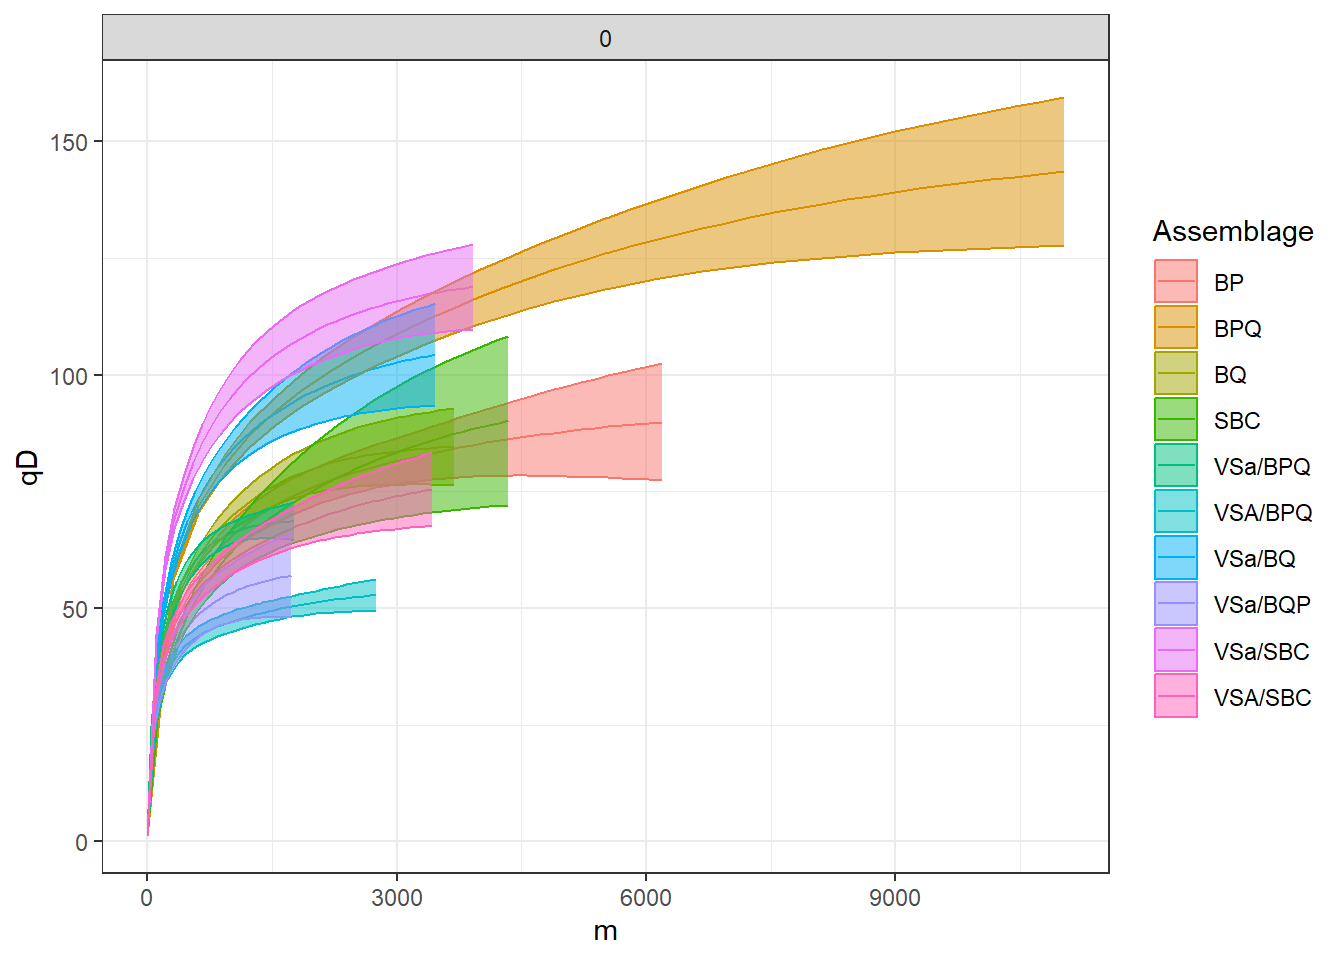 0
150
100
50
0
qD
0
3000
6000
9000
m
Assemblage
BP
BPQ
BQ
SBC
VSa/BPQ
VSA/BPQ
VSa/BQ
VSa/BQP
VSa/SBC
VSA/SBC